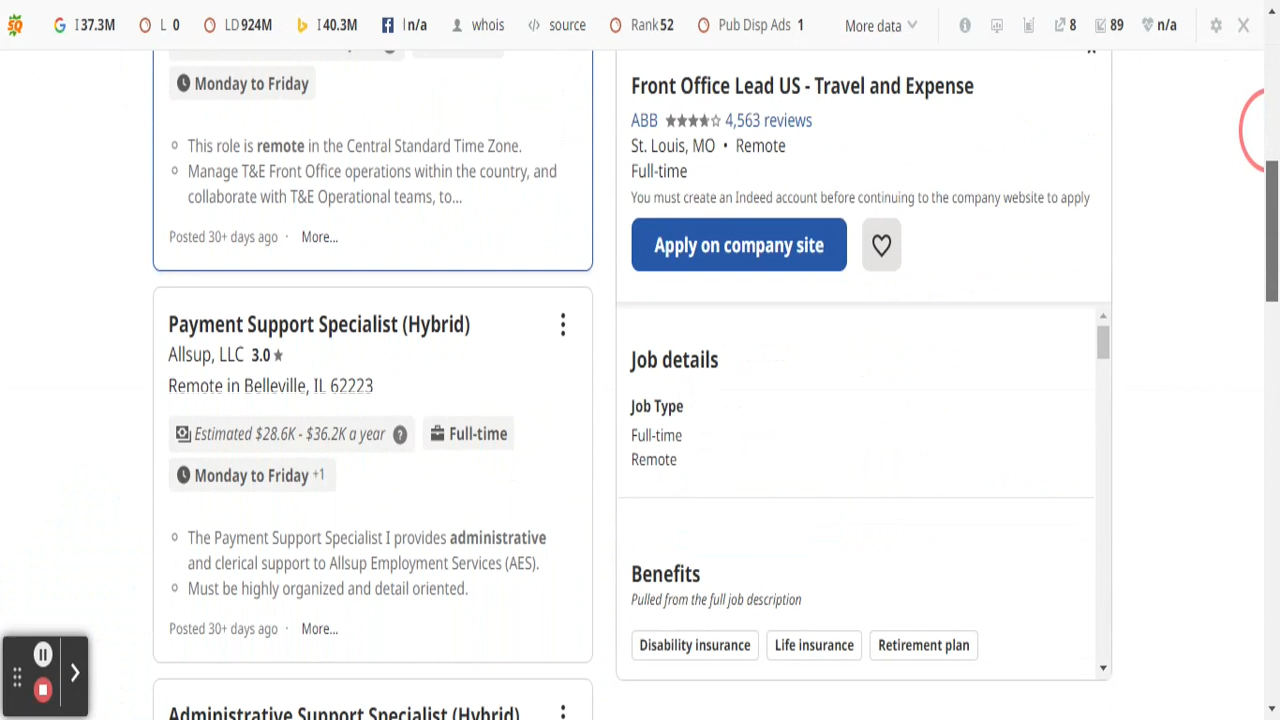 I 37.3M L 0 LD 924M I 40.3M n/a whois source Rank 52 Pub Disp Ads 1 More data 8 89 n/a
Monday to Friday
This role is remote in the Central Standard Time Zone.
Manage T&E Front Office operations within the country, and
collaborate with T&E Operational teams, to...
Posted 30+ days ago · More...
Payment Support Specialist (Hybrid)
Allsup, LLC 3.0
Remote in Belleville, IL 62223
Estimated $28.6K - $36.2K a year ? Full-time
Monday to Friday +1
The Payment Support Specialist I provides administrative
and clerical support to Allsup Employment Services (AES).
Must be highly organized and detail oriented.
Posted 30+ days ago · More...
Administrative Support Specialist (Hybrid)
Front Office Lead US - Travel and Expense
ABB 4,563 reviews
St. Louis, MO • Remote
Full-time
You must create an Indeed account before continuing to the company website to apply
Apply on company site
Job details
Job Type
Full-time
Remote
Benefits
Pulled from the full job description
Disability insurance Life insurance Retirement plan